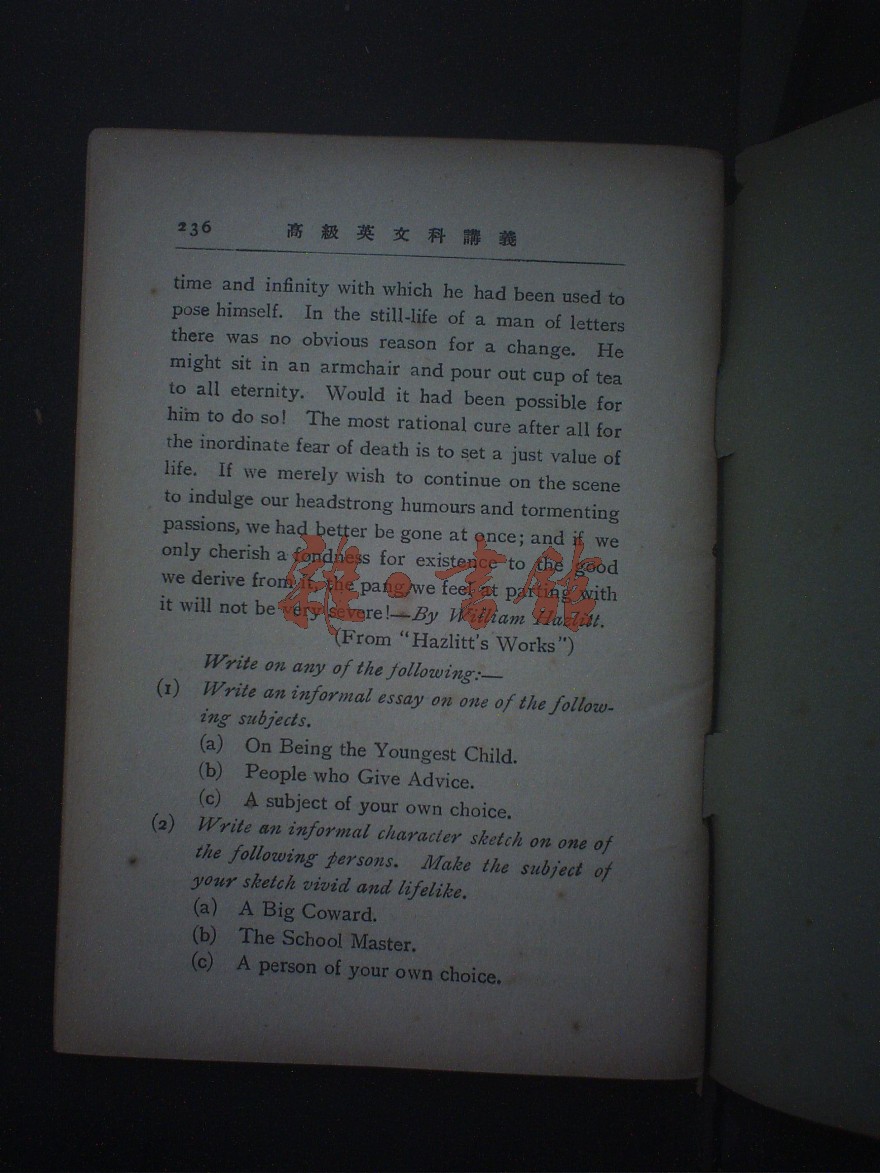 236 高級英文科講義
time and infinity with which he had been used to
pose himself. In the still-life of a man of letters
there was no obvious reason for a change. He
might sit in an armchair and pour out cup of tea
to all eternity. Would it had been possible for
him to do so! The most rational cure after all for
the inordinate fear of death is to set a just value of
life. If we merely wish to continue on the scene
to indulge our headstrong humours and tormenting
passions, we had better be gone at once; and if we
only cherish a fondness for existence to the good
we derive from it, the pang we feel at parting with
it will not be very severe!—By William Hazlitt.
(From "Hazlitt's Works")
Write on any of the following:—
(1) Write an informal essay on one of the follow-
ing subjects.
(a) On Being the Youngest Child.
(b) People who Give Advice.
(c) A subject of your own choice.
(2) Write an informal character sketch on one of
the following persons. Make the subject of
your sketch vivid and lifelike.
(a) A Big Coward.
(b) The School Master.
(c) A person of your own choice.
雜·書館